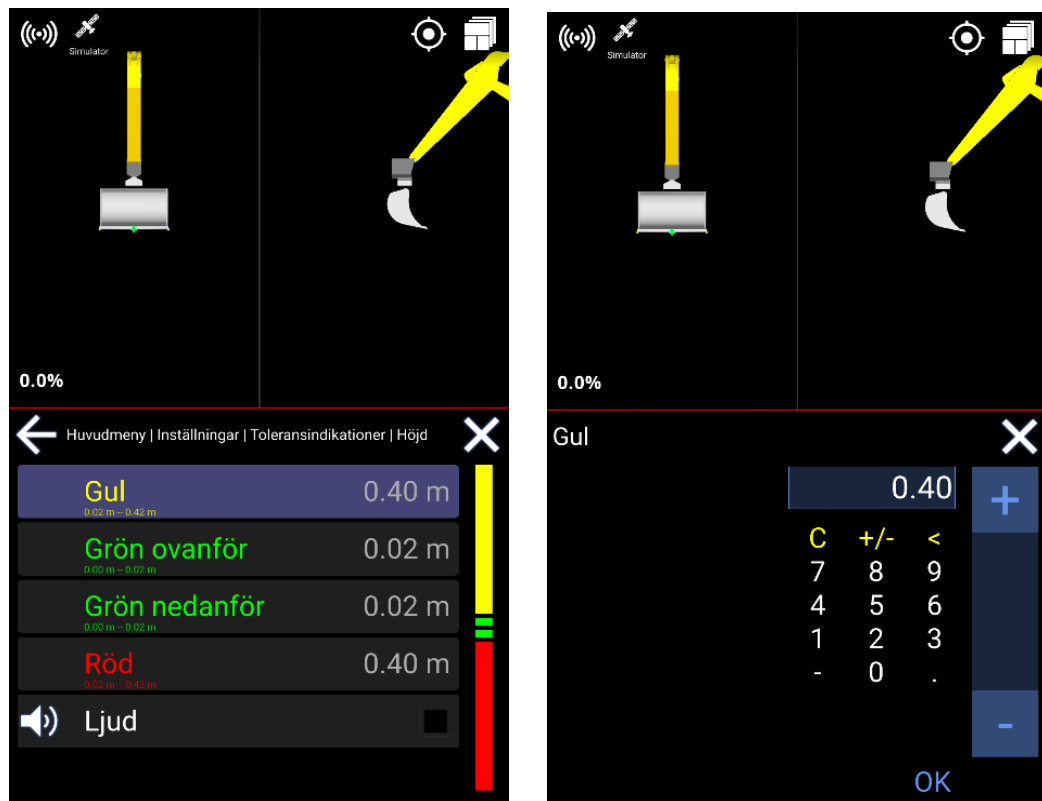 Simulator
0.0%
Huvudmeny | Inställningar | Toleransindikationer | Höjd
Gul 0.40 m
0.02 m – 0.42 m
Grön ovanför 0.02 m
0.00 m – 0.02 m
Grön nedanför 0.02 m
0.00 m – 0.02 m
Röd 0.40 m
0.02 m – 0.42 m
Ljud
Simulator
0.0%
Gul
0.40
+
C +/- <
7 8 9
4 5 6
1 2 3
- 0 .
-
OK